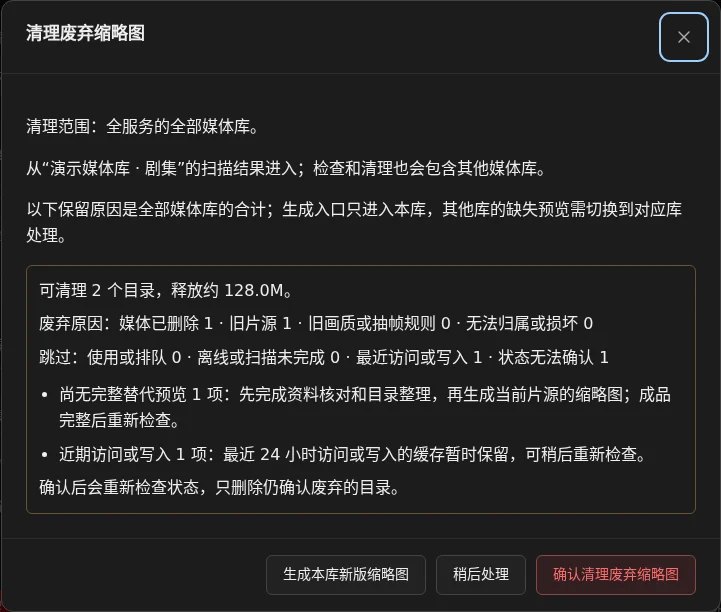 清理废弃缩略图
清理范围：全服务的全部媒体库。
从“演示媒体库 · 剧集”的扫描结果进入；检查和清理也会包含其他媒体库。
以下保留原因是全部媒体库的合计；生成入口只进入本库，其他库的缺失预览需切换到对应库
处理。
可清理 2 个目录，释放约 128.0M。
废弃原因：媒体已删除 1 · 旧片源 1 · 旧画质或抽帧规则 0 · 无法归属或损坏 0
跳过：使用或排队 0 · 离线或扫描未完成 0 · 最近访问或写入 1 · 状态无法确认 1
• 尚无完整替代预览 1 项：先完成资料核对和目录整理，再生成当前片源的缩略图；成品
完整后重新检查。
• 近期访问或写入 1 项：最近 24 小时访问或写入的缓存暂时保留，可稍后重新检查。
确认后会重新检查状态，只删除仍确认废弃的目录。
生成本库新版缩略图
稍后处理
确认清理废弃缩略图